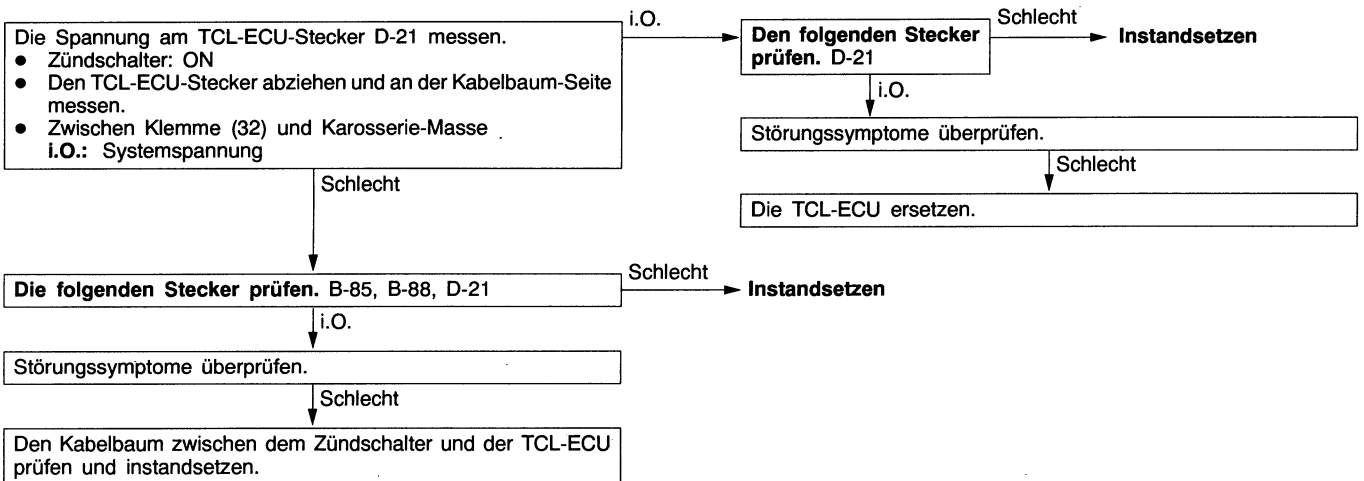 Die Spannung am TCL-ECU-Stecker D-21 messen.
● Zündschalter: ON
● Den TCL-ECU-Stecker abziehen und an der Kabelbaum-Seite
messen.
● Zwischen Klemme (32) und Karosserie-Masse
i.O.: Systemspannung
i.O.
Den folgenden Stecker
prüfen. D-21
Schlecht
Instandsetzen
i.O.
Störungssymptome überprüfen.
Schlecht
Die TCL-ECU ersetzen.
Schlecht
Die folgenden Stecker prüfen. B-85, B-88, D-21
Schlecht
Instandsetzen
i.O.
Störungssymptome überprüfen.
Schlecht
Den Kabelbaum zwischen dem Zündschalter und der TCL-ECU
prüfen und instandsetzen.